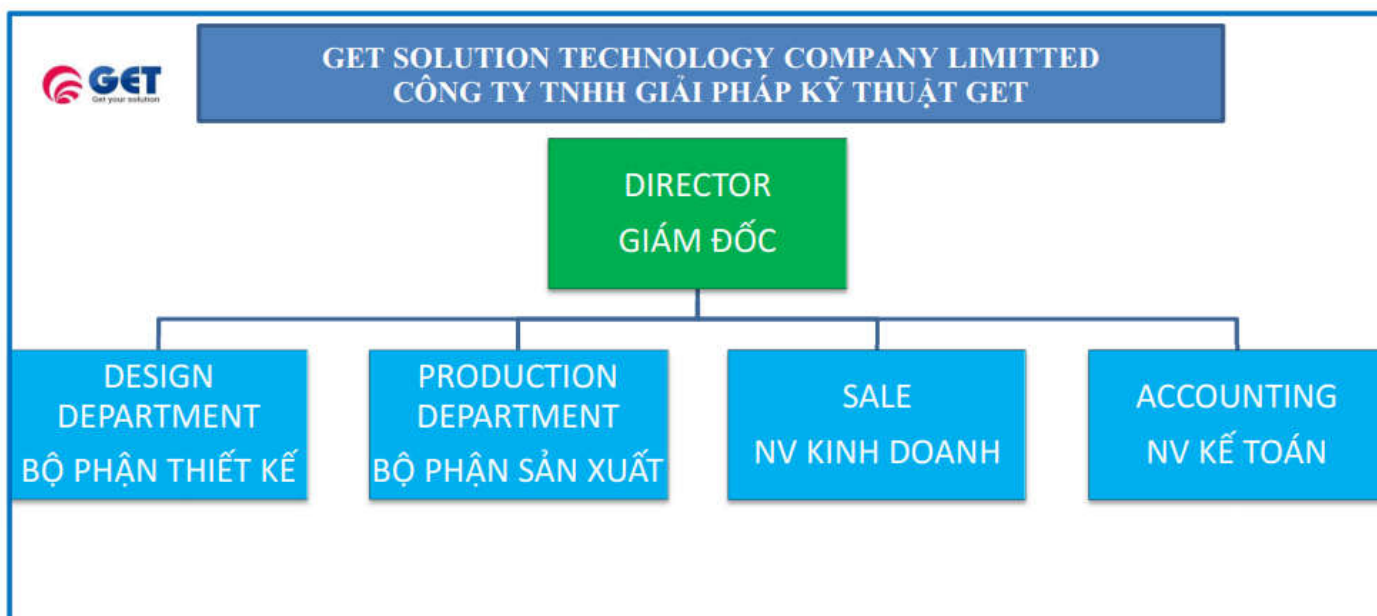 GET
Get your solution
GET SOLUTION TECHNOLOGY COMPANY LIMITTED
CÔNG TY TNHH GIẢI PHÁP KỸ THUẬT GET
DIRECTOR
GIÁM ĐỐC
DESIGN
DEPARTMENT
BỘ PHẬN THIẾT KẾ
PRODUCTION
DEPARTMENT
BỘ PHẬN SẢN XUẤT
SALE
NV KINH DOANH
ACCOUNTING
NV KẾ TOÁN